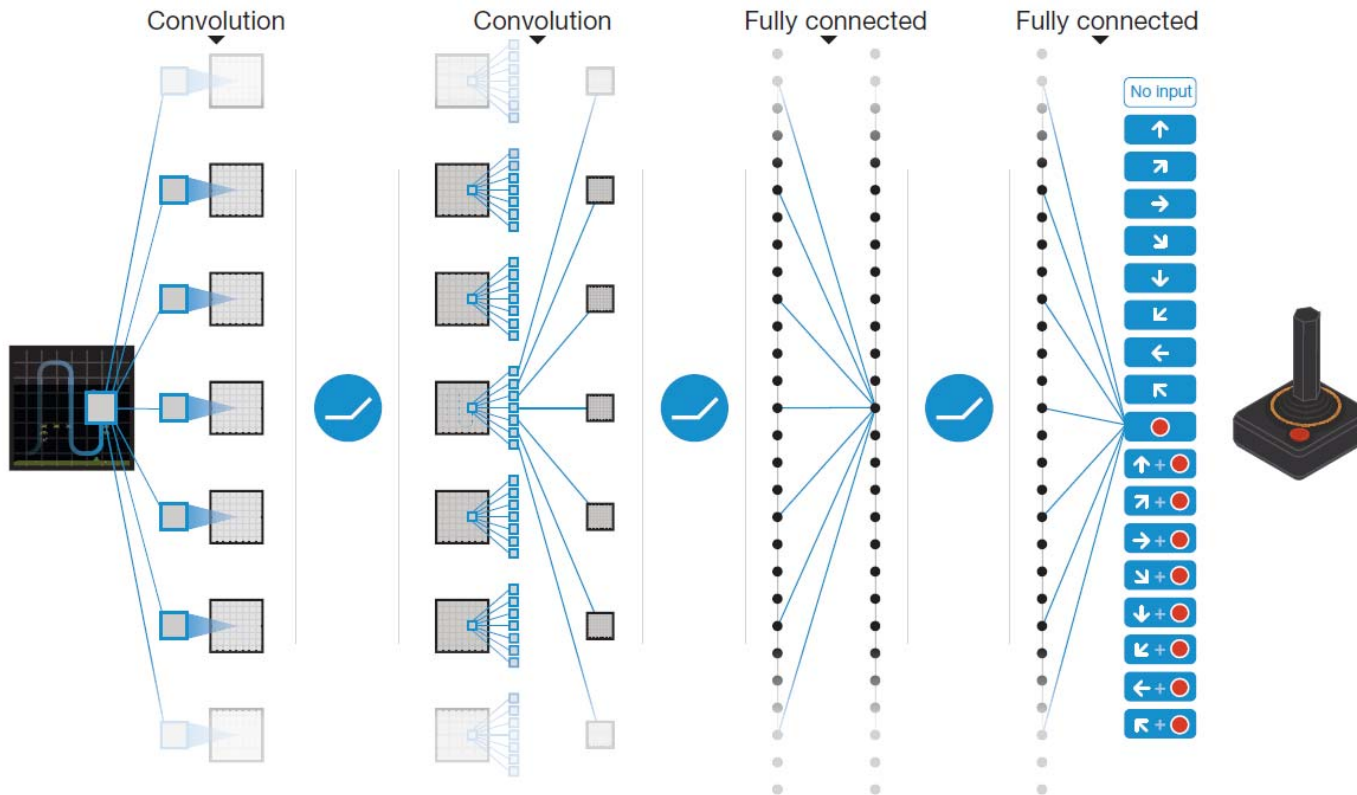 Convolution
Convolution
Fully connected
Fully connected
No input
+
+
+
+
+
+
+
+